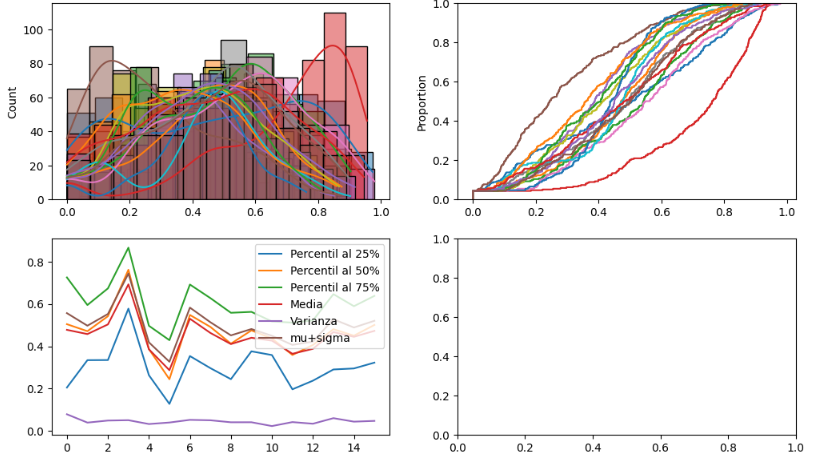 Count
100
80
60
40
20
0
0.0 0.2 0.4 0.6 0.8 1.0
Proportion
1.0
0.8
0.6
0.4
0.2
0.0
0.0 0.2 0.4 0.6 0.8 1.0
0.8
0.6
0.4
0.2
0.0
0 2 4 6 8 10 12 14
Percentil al 25%
Percentil al 50%
Percentil al 75%
Media
Varianza
mu+sigma
1.0
0.8
0.6
0.4
0.2
0.0
0.0 0.2 0.4 0.6 0.8 1.0